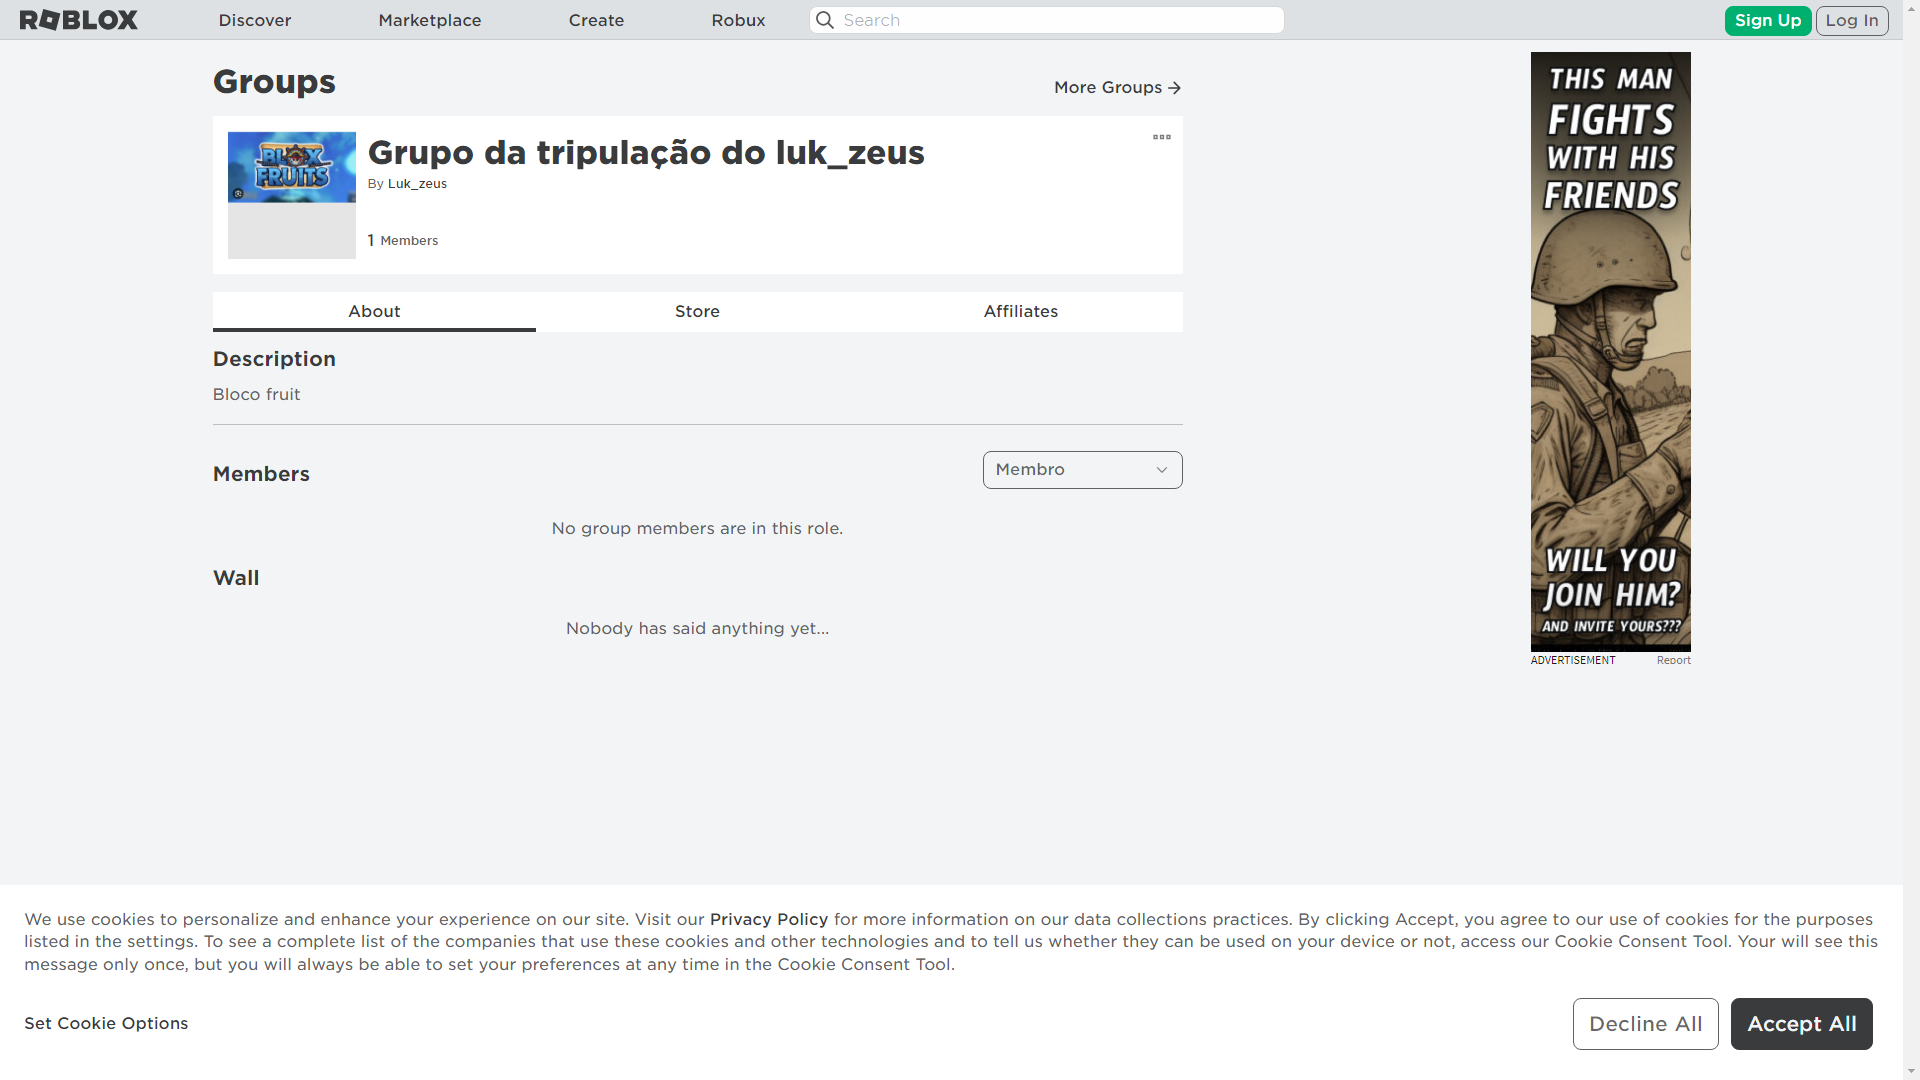 ROBLOX
Discover
Marketplace
Create
Robux
Search
Sign Up
Log In
Groups
More Groups
BLOX
FRUITS
Grupo da tripulação do luk_zeus
By Luk_zeus
1 Members
About
Store
Affiliates
Description
Bloco fruit
Members
Membro
No group members are in this role.
Wall
Nobody has said anything yet...
THIS MAN
FIGHTS
WITH HIS
FRIENDS
WILL YOU
JOIN HIM?
AND INVITE YOURS???
ADVERTISEMENT
Report
We use cookies to personalize and enhance your experience on our site. Visit our Privacy Policy for more information on our data collections practices. By clicking Accept, you agree to our use of cookies for the purposes
listed in the settings. To see a complete list of the companies that use these cookies and other technologies and to tell us whether they can be used on your device or not, access our Cookie Consent Tool. Your will see this
message only once, but you will always be able to set your preferences at any time in the Cookie Consent Tool.
Set Cookie Options
Decline All
Accept All